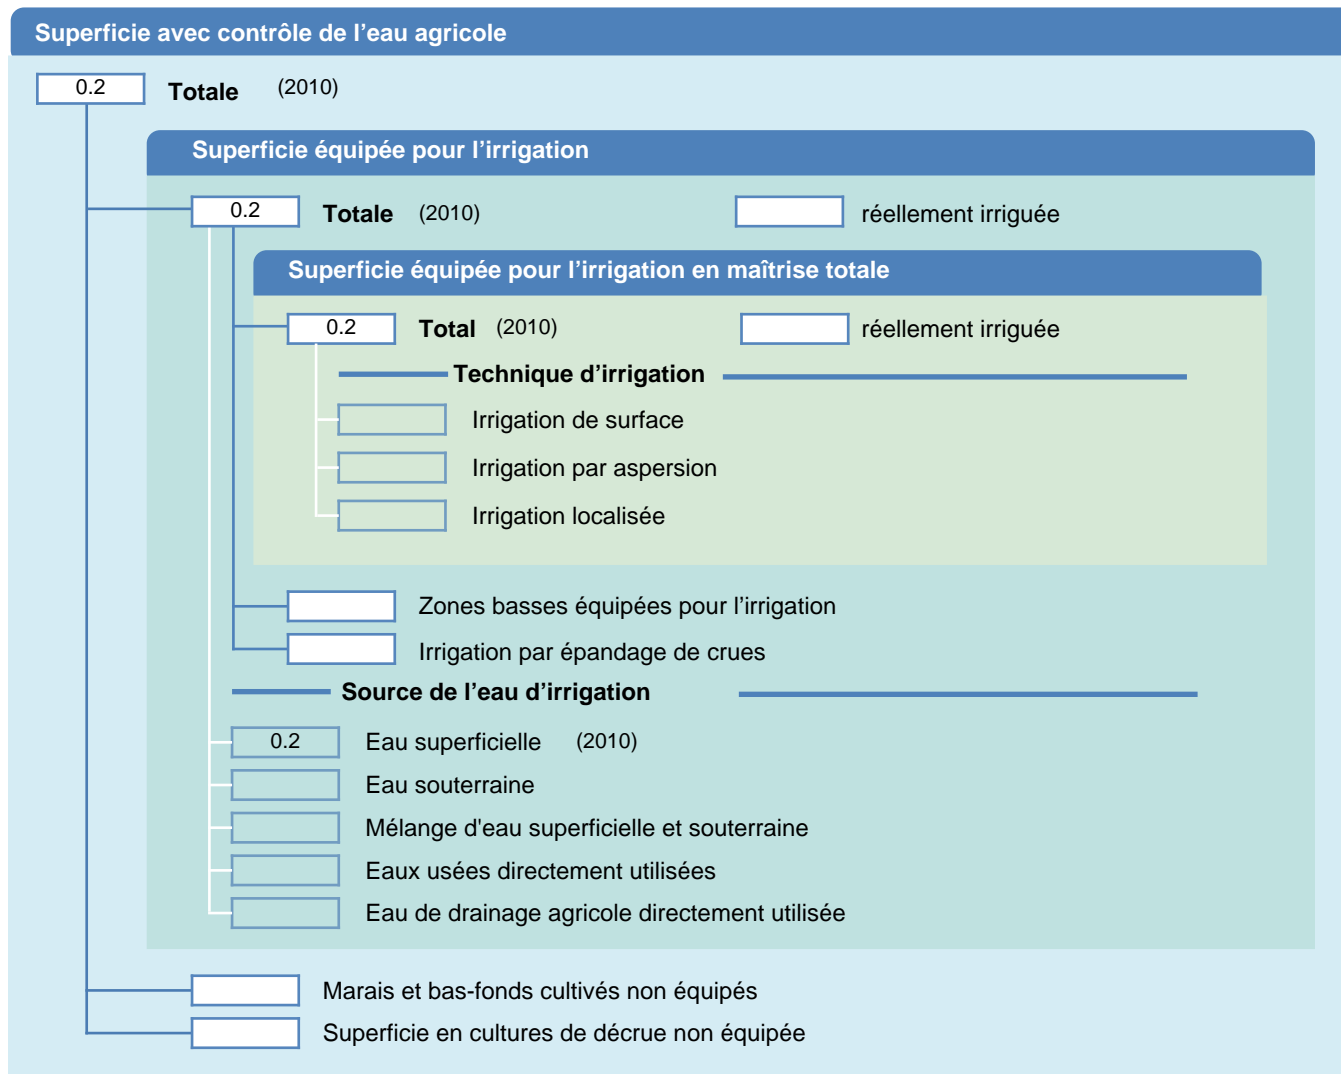 Superficie avec contrôle de l'eau agricole
0.2 Totale (2010)
Superficie équipée pour l'irrigation
0.2 Totale (2010) réellement irriguée
Superficie équipée pour l'irrigation en maîtrise totale
0.2 Total (2010) réellement irriguée
Technique d'irrigation
Irrigation de surface
Irrigation par aspersion
Irrigation localisée
Zones basses équipées pour l'irrigation
Irrigation par épandage de crues
Source de l'eau d'irrigation
0.2 Eau superficielle (2010)
Eau souterraine
Mélange d'eau superficielle et souterraine
Eaux usées directement utilisées
Eau de drainage agricole directement utilisée
Marais et bas-fonds cultivés non équipés
Superficie en cultures de décrue non équipée